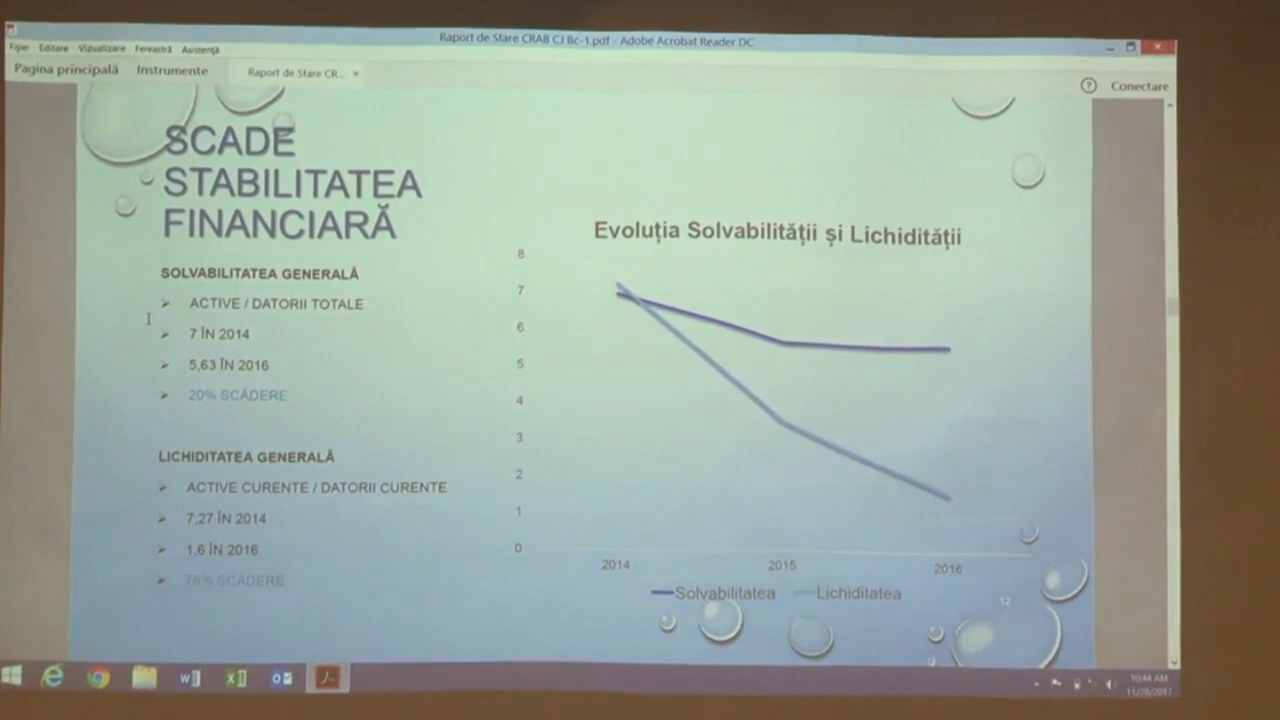 Raport de Stare CRAB CJ Bc-1.pdf - Adobe Acrobat Reader DC
Fișier Editare Vizualizare Fereastră Asistență
Pagina principală Instrumente Raport de Stare CR... × ? Conectare
SCADE
STABILITATEA
FINANCIARĂ
SOLVABILITATEA GENERALĂ
ACTIVE / DATORII TOTALE
7 ÎN 2014
5,63 ÎN 2016
20% SCĂDERE
LICHIDITATEA GENERALĂ
ACTIVE CURENTE / DATORII CURENTE
7,27 ÎN 2014
1,6 ÎN 2016
78% SCĂDERE
Evoluția Solvabilității și Lichidității
8
7
6
5
4
3
2
1
0
2014 2015 2016
Solvabilitatea Lichiditatea
12
10:44 AM
11/28/2017